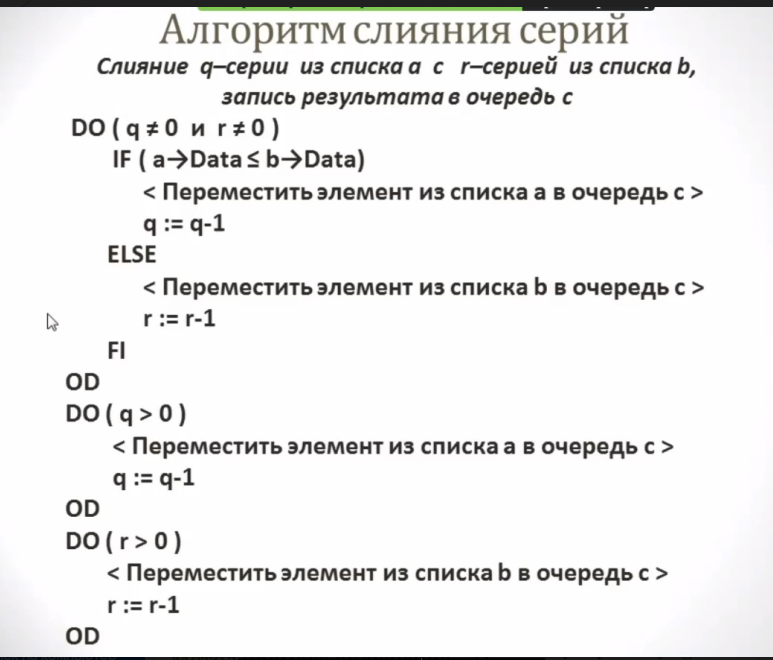 Алгоритм слияния серий
Слияние q–серии из списка a с r–серией из списка b,
запись результата в очередь c
DO ( q ≠ 0 и r ≠ 0 )
IF ( a→Data ≤ b→Data)
< Переместить элемент из списка a в очередь c >
q := q-1
ELSE
< Переместить элемент из списка b в очередь c >
r := r-1
FI
OD
DO ( q > 0 )
< Переместить элемент из списка a в очередь c >
q := q-1
OD
DO ( r > 0 )
< Переместить элемент из списка b в очередь c >
r := r-1
OD